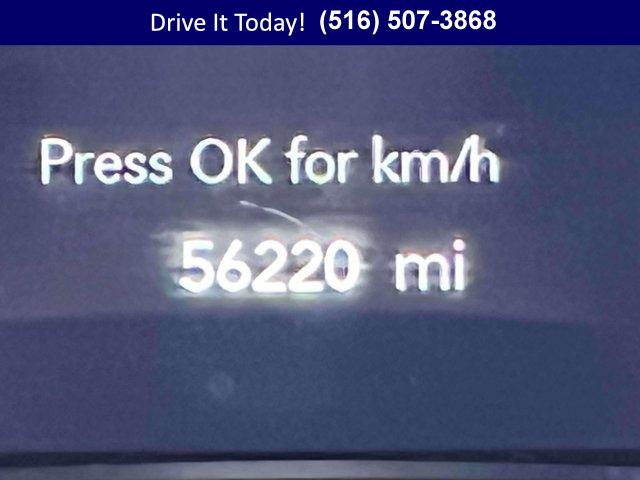 Drive It Today! (516) 507-3868
Press OK for km/h
56220 mi